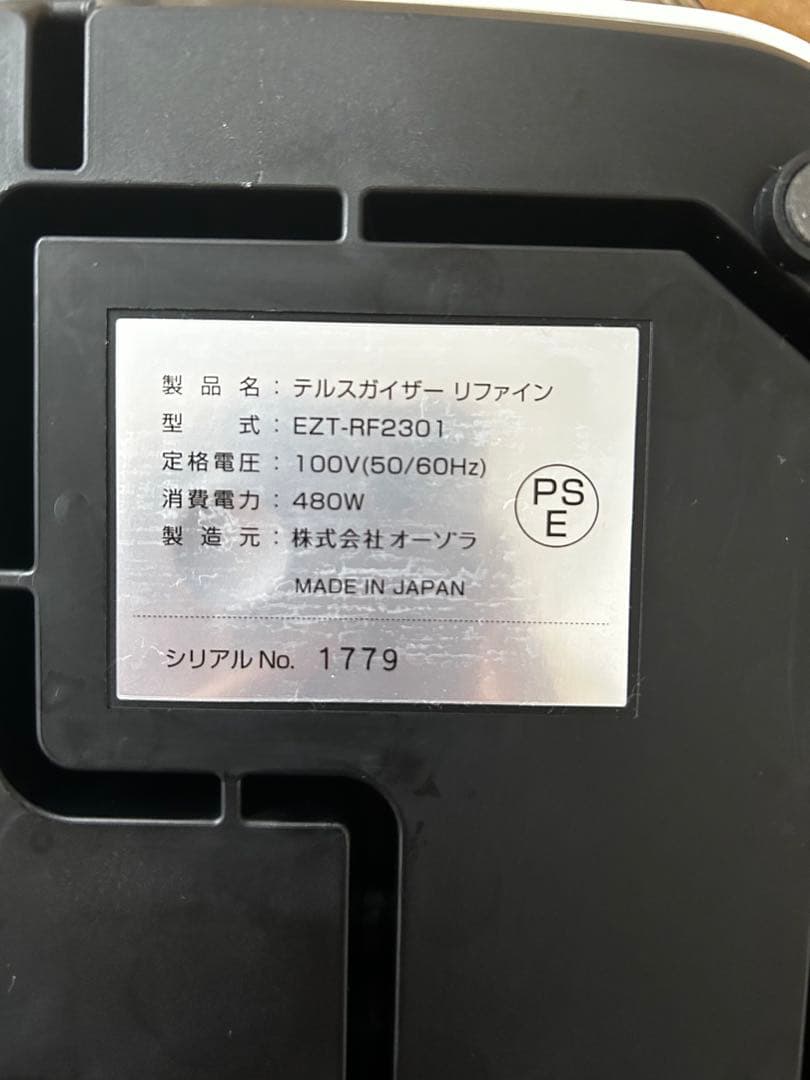 製品名：テルスガイザー リファイン
型式：EZT-RF2301
定格電圧：100V(50/60Hz)
消費電力：480W
製造元：株式会社オーゾラ
PS
E
MADE IN JAPAN
シリアルNo. 1779